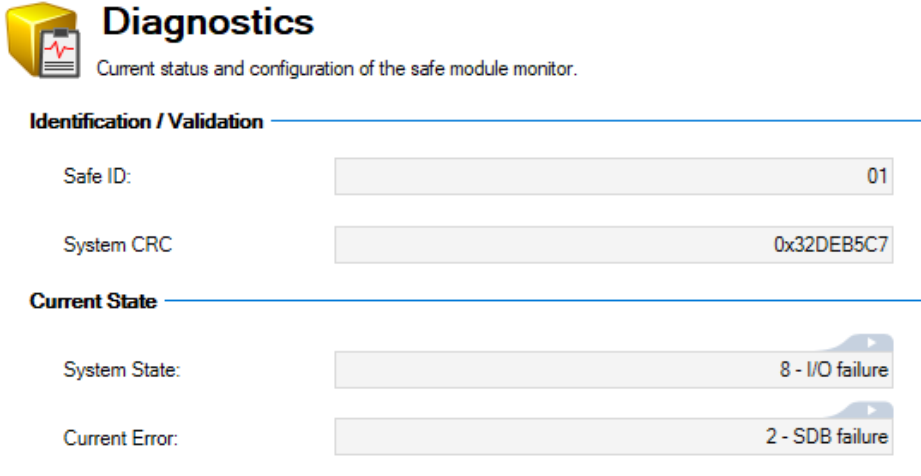 Diagnostics
Current status and configuration of the safe module monitor.
Identification / Validation
Safe ID: 01
System CRC 0x32DEB5C7
Current State
System State: 8 - I/O failure
Current Error: 2 - SDB failure